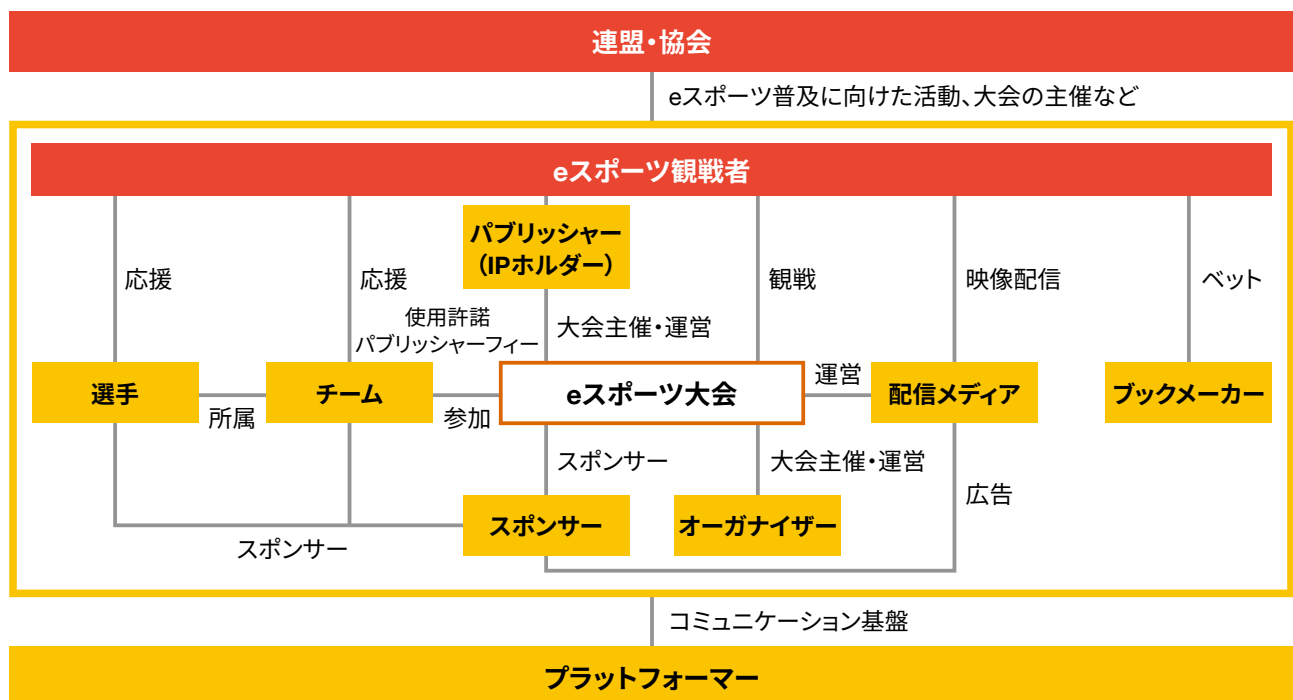 連盟・協会
eスポーツ普及に向けた活動、大会の主催など
eスポーツ観戦者
パブリッシャー
（IPホルダー）
応援
応援
観戦
映像配信
ベット
使用許諾
パブリッシャーフィー
大会主催・運営
選手
所属
チーム
参加
eスポーツ大会
運営
配信メディア
ブックメーカー
スポンサー
大会主催・運営
広告
スポンサー
オーガナイザー
スポンサー
コミュニケーション基盤
プラットフォーマー